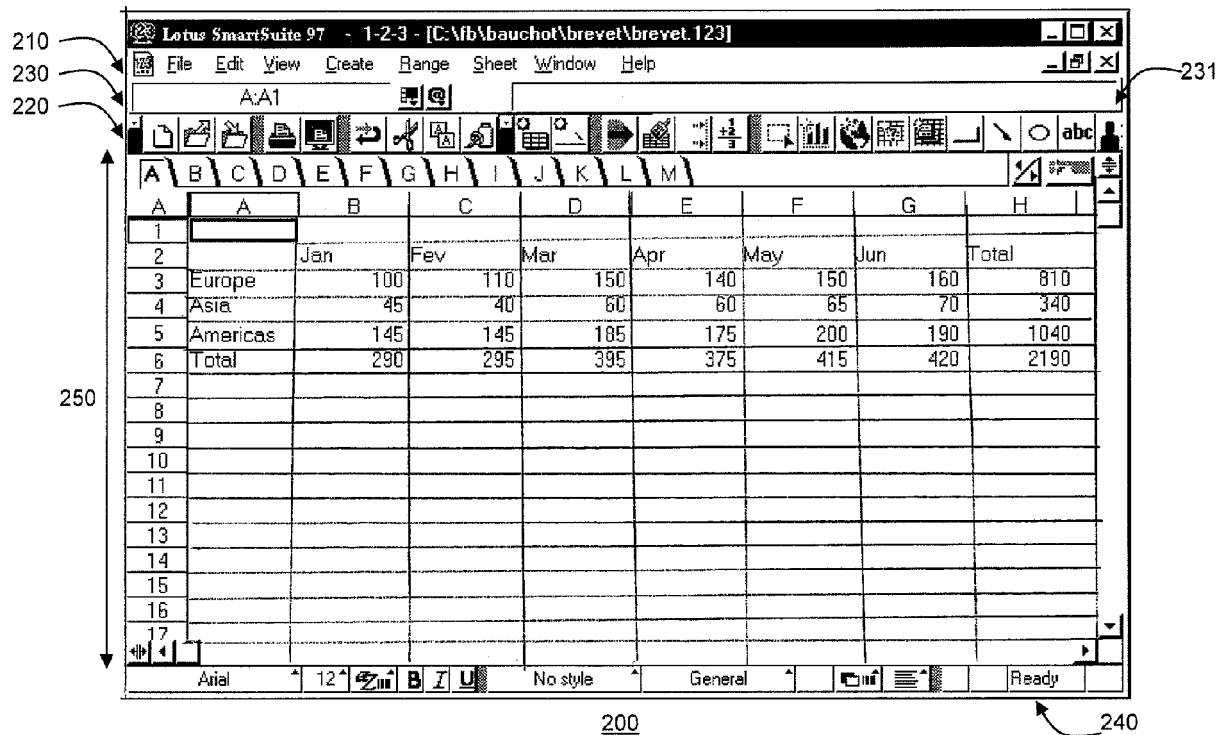 Lotus SmartSuite 97 - 1-2-3 - [C:\fb\bauchot\brevet\brevet.123]
210
File Edit View Create Range Sheet Window Help
230
A:A1
231
220
abc
A B C D E F G H I J K L M
A A B C D E F G H
1
2 Jan Fev Mar Apr May Jun Total
3 Europe 100 110 150 140 150 160 810
4 Asia 45 40 60 60 65 70 340
5 Americas 145 145 185 175 200 190 1040
6 Total 290 295 395 375 415 420 2190
7
250
8
9
10
11
12
13
14
15
16
17
Arial 12 B I U No style General Ready
200
240